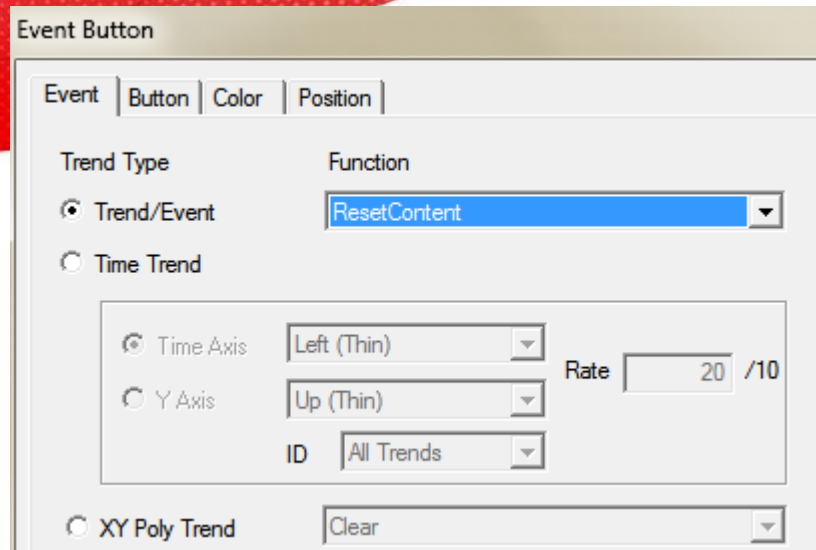 Event Button
Event Button Color Position
Trend Type Function
Trend/Event ResetContent
Time Trend
Time Axis Left (Thin)
Rate 20 /10
Y Axis Up (Thin)
ID All Trends
XY Poly Trend Clear